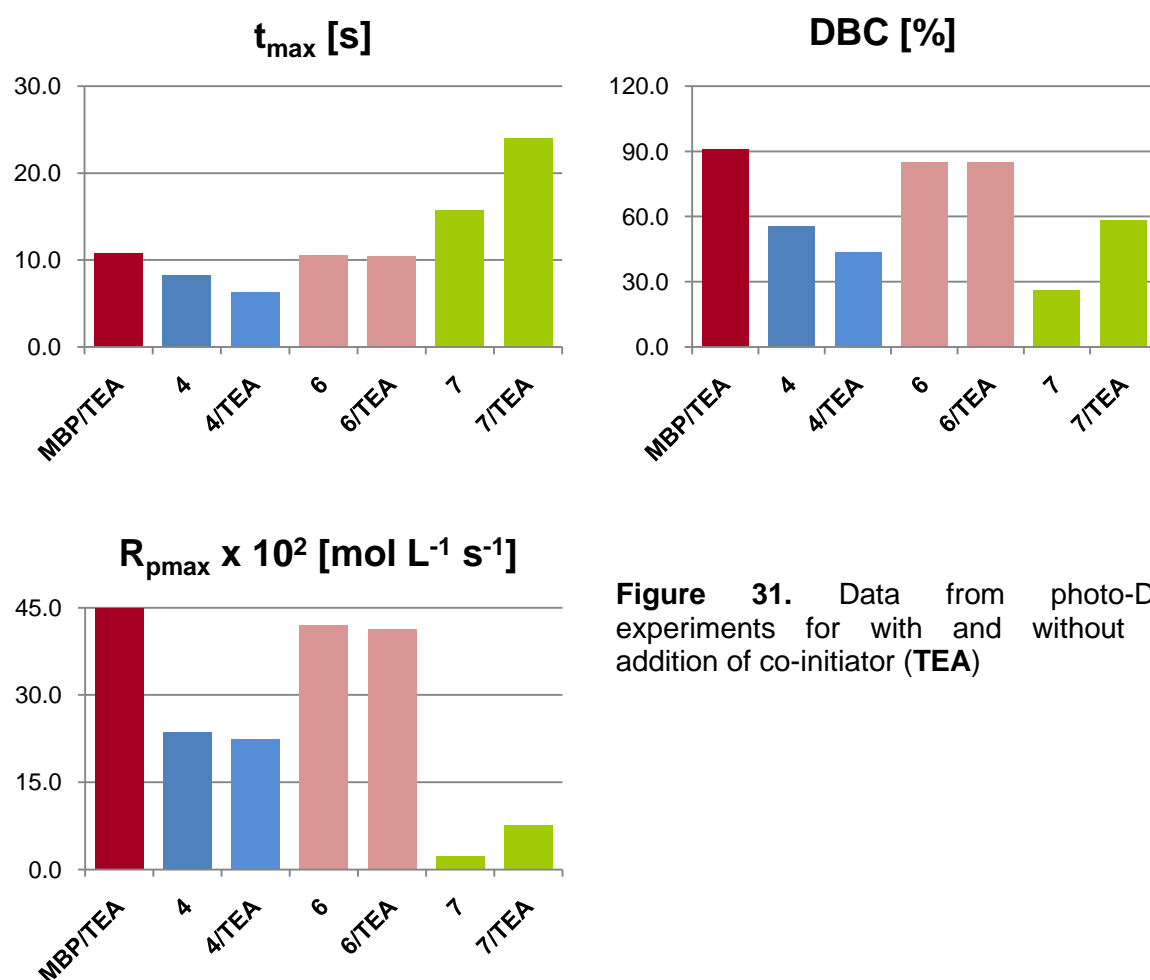 t_max [s]
30.0
20.0
10.0
0.0
MBP/TEA 4 4/TEA 6 6/TEA 7 7/TEA
DBC [%]
120.0
90.0
60.0
30.0
0.0
MBP/TEA 4 4/TEA 6 6/TEA 7 7/TEA
R_pmax x 10² [mol L⁻¹ s⁻¹]
45.0
30.0
15.0
0.0
MBP/TEA 4 4/TEA 6 6/TEA 7 7/TEA
Figure 31. Data from photo-D
experiments for with and without
addition of co-initiator (TEA)